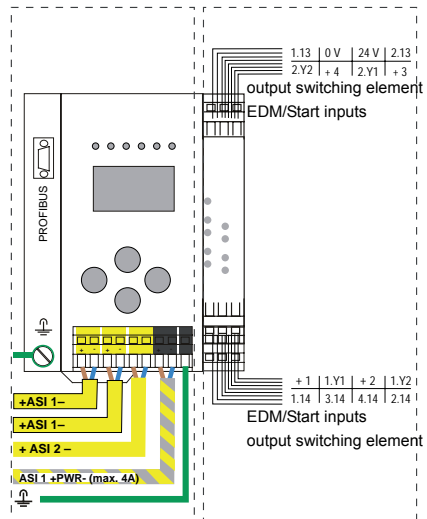 1.13 0 V 24 V 2.13
2.Y2 + 4 2.Y1 + 3
output switching element
EDM/Start inputs
PROFIBUS
+ - + -
+ASI 1–
+ASI 1–
+ ASI 2 –
ASI 1 +PWR- (max. 4A)
+ 1 1.Y1 + 2 1.Y2
1.14 3.14 4.14 2.14
EDM/Start inputs
output switching element